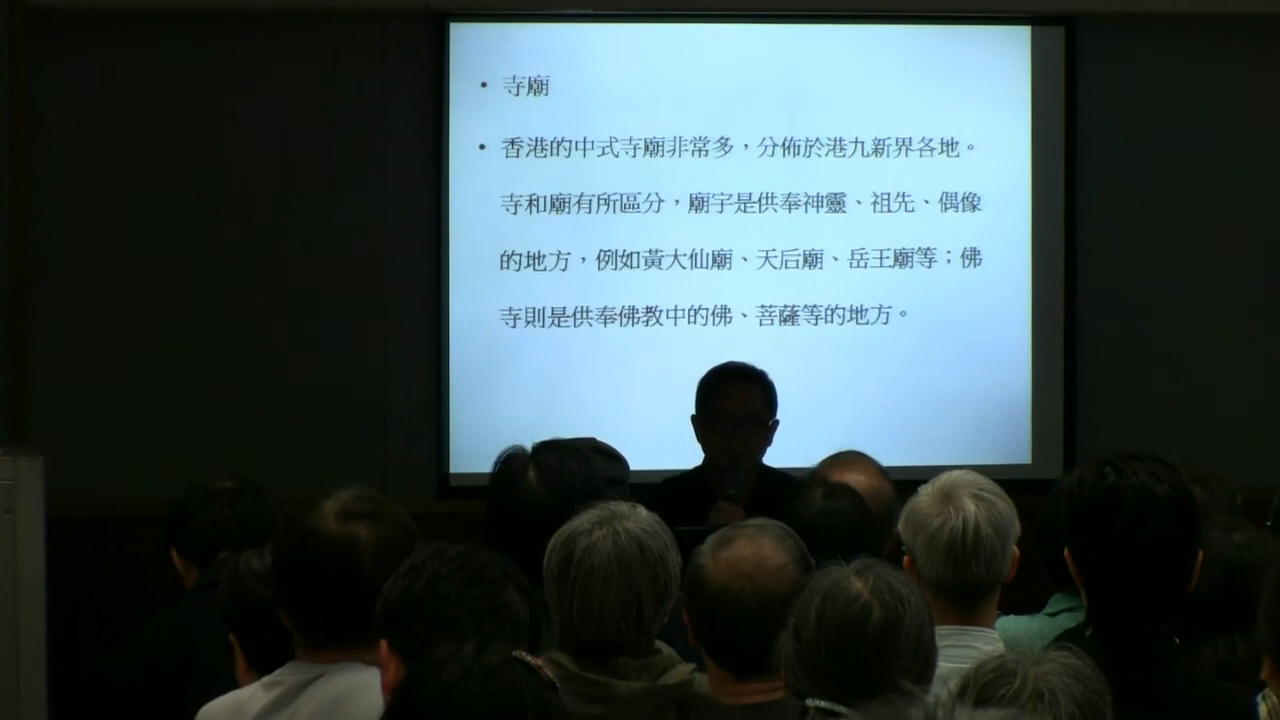 • 寺廟
• 香港的中式寺廟非常多，分佈於港九新界各地。
寺和廟有所區分，廟宇是供奉神靈、祖先、偶像
的地方，例如黃大仙廟、天后廟、岳王廟等；佛
寺則是供奉佛教中的佛、菩薩等的地方。